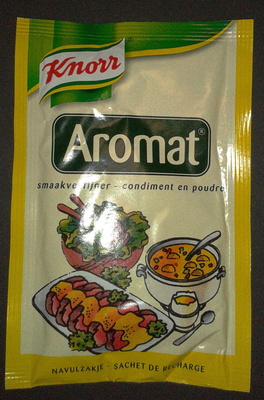 Knorr
Aromat®
smaakverfijner - condiment en poudre
NAVULZAKJE - SACHET DE RECHARGE